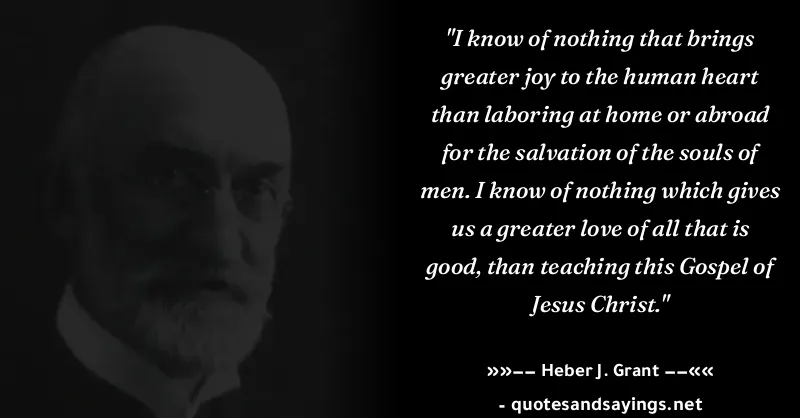 "I know of nothing that brings
greater joy to the human heart
than laboring at home or abroad
for the salvation of the souls of
men. I know of nothing which gives
us a greater love of all that is
good, than teaching this Gospel of
Jesus Christ."
»»−− Heber J. Grant −−««
- quotesandsayings.net